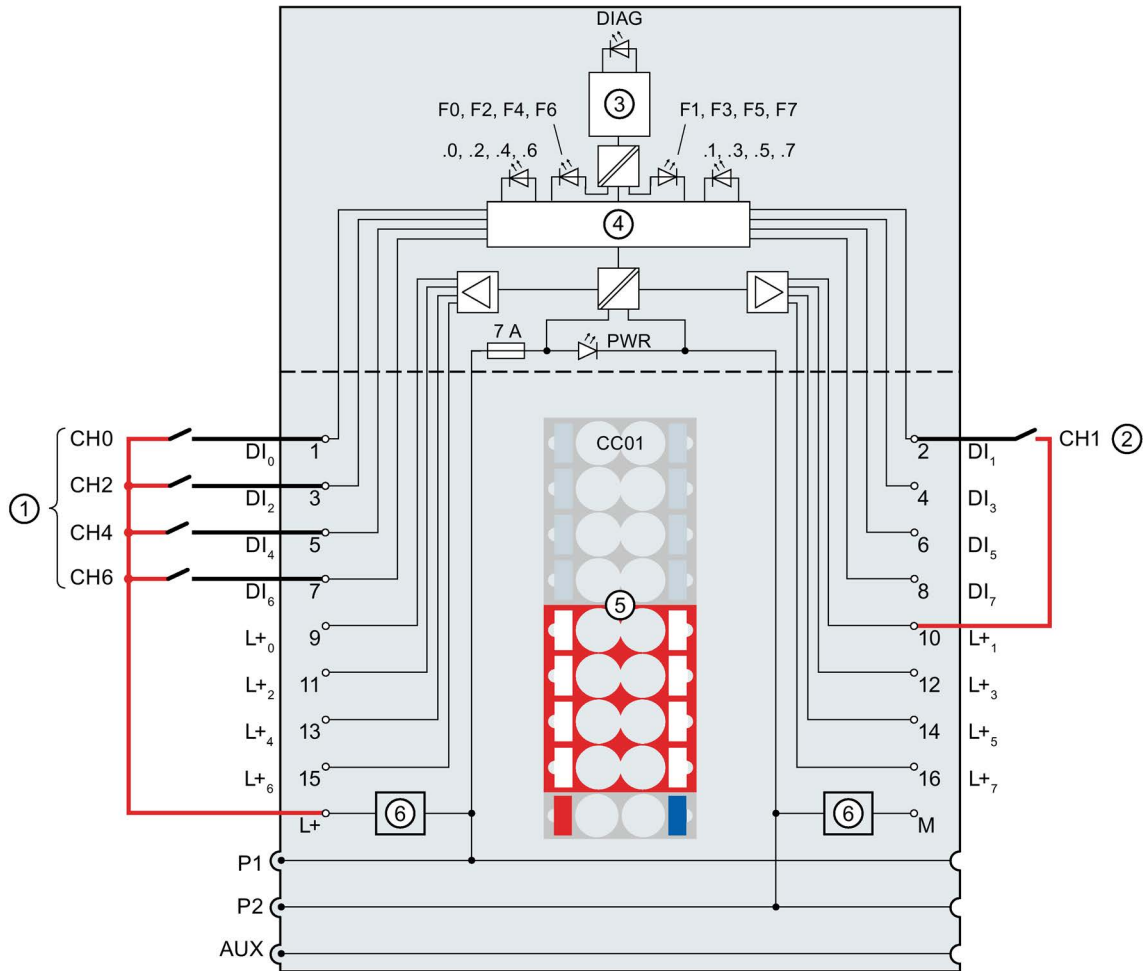 DIAG
3
F0, F2, F4, F6
F1, F3, F5, F7
.0, .2, .4, .6
.1, .3, .5, .7
4
7 A
PWR
CC01
1
CH0
DI0
1
CH2
DI2
3
CH4
DI4
5
CH6
DI6
7
L+0
9
L+2
11
L+4
13
L+6
15
L+
6
5
2
DI1
CH1
2
4
DI3
6
DI5
8
DI7
10
L+1
12
L+3
14
L+5
16
L+7
6
M
P1
P2
AUX